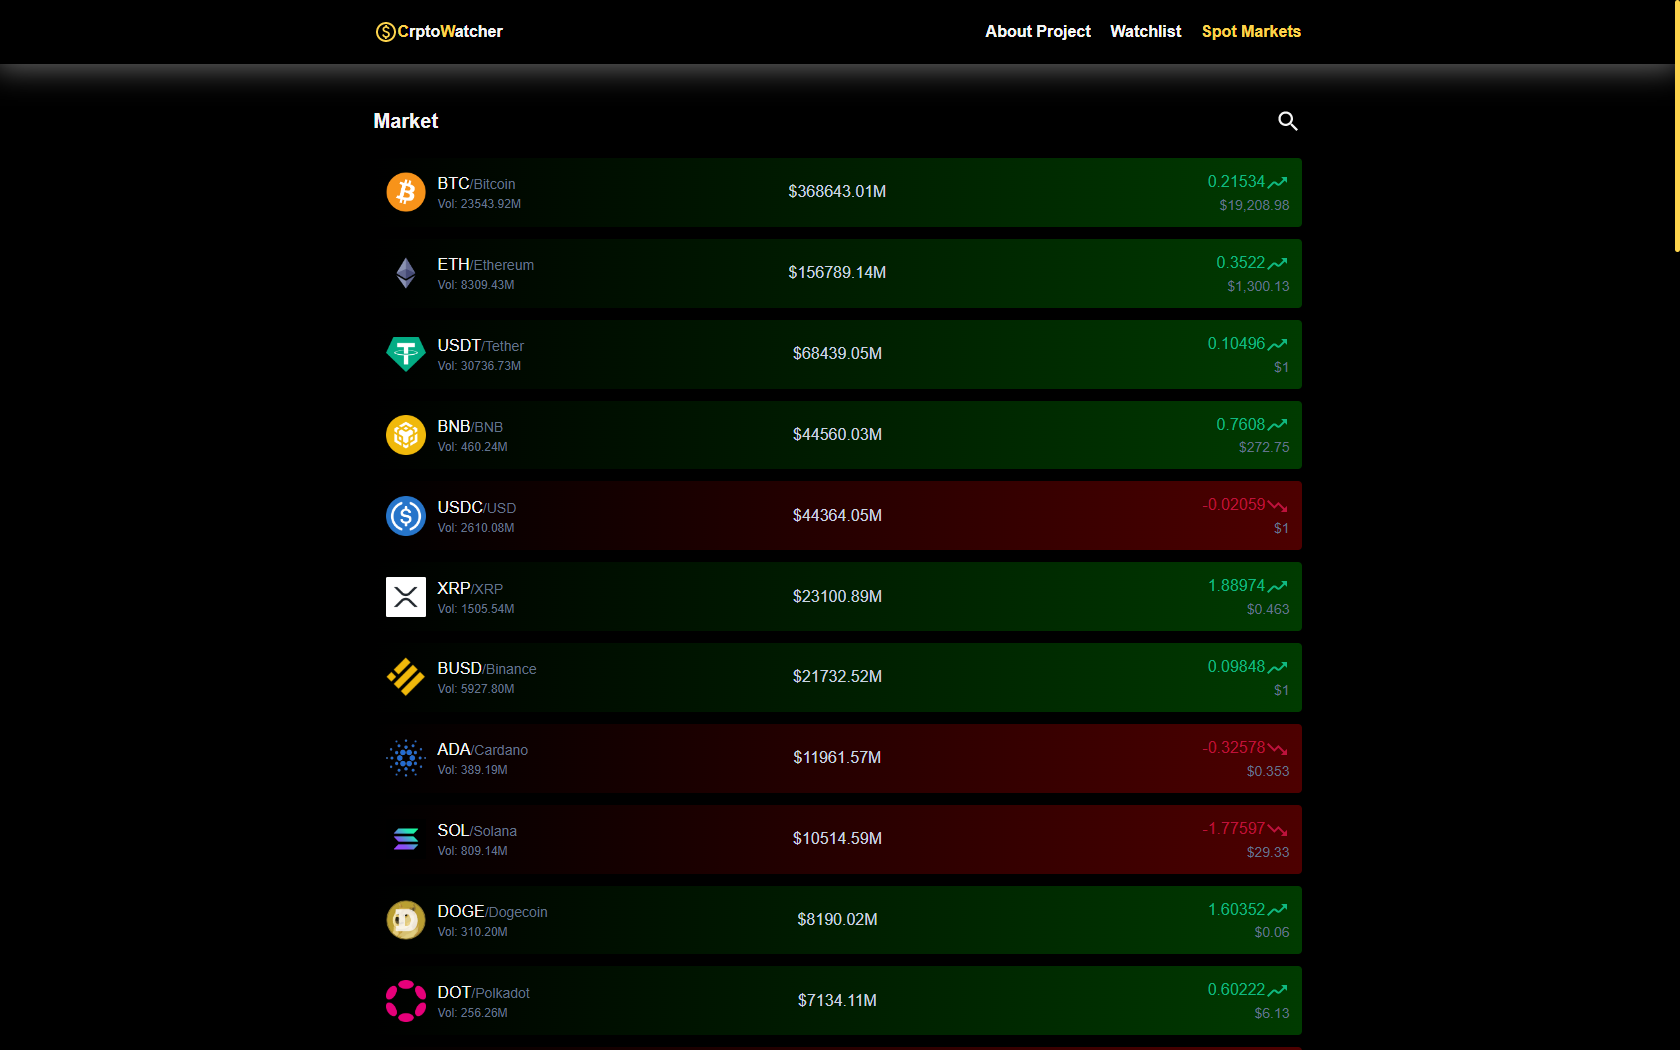 CrptoWatcher About Project Watchlist Spot Markets
Market
BTC/Bitcoin
Vol: 23543.92M
$368643.01M
0.21534
$19,208.98
ETH/Ethereum
Vol: 8309.43M
$156789.14M
0.3522
$1,300.13
USDT/Tether
Vol: 30736.73M
$68439.05M
0.10496
$1
BNB/BNB
Vol: 460.24M
$44560.03M
0.7608
$272.75
USDC/USD
Vol: 2610.08M
$44364.05M
-0.02059
$1
XRP/XRP
Vol: 1505.54M
$23100.89M
1.88974
$0.463
BUSD/Binance
Vol: 5927.80M
$21732.52M
0.09848
$1
ADA/Cardano
Vol: 389.19M
$11961.57M
-0.32578
$0.353
SOL/Solana
Vol: 809.14M
$10514.59M
-1.77597
$29.33
DOGE/Dogecoin
Vol: 310.20M
$8190.02M
1.60352
$0.06
DOT/Polkadot
Vol: 256.26M
$7134.11M
0.60222
$6.13